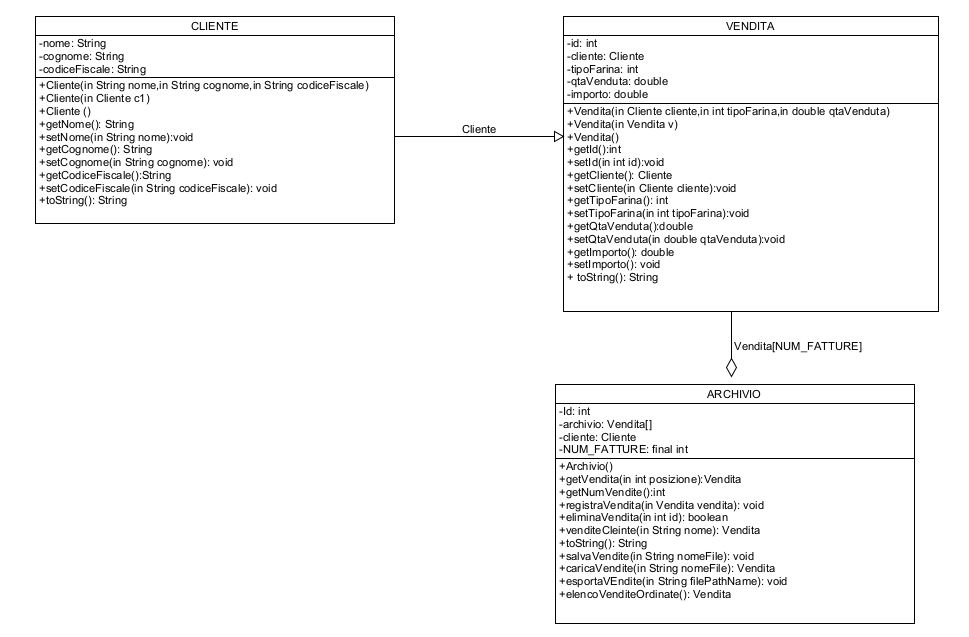 CLIENTE
-nome: String
-cognome: String
-codiceFiscale: String
+Cliente(in String nome,in String cognome,in String codiceFiscale)
+Cliente(in Cliente c1)
+Cliente ()
+getNome(): String
+setNome(in String nome):void
+getCognome(): String
+setCognome(in String cognome): void
+getCodiceFiscale():String
+setCodiceFiscale(in String codiceFiscale): void
+toString(): String
Cliente
VENDITA
-id: int
-cliente: Cliente
-tipoFarina: int
-qtaVenduta: double
-importo: double
+Vendita(in Cliente cliente,in int tipoFarina,in double qtaVenduta)
+Vendita(in Vendita v)
+Vendita()
+getId():int
+setId(in int id):void
+getCliente(): Cliente
+setCliente(in Cliente cliente):void
+getTipoFarina(): int
+setTipoFarina(in int tipoFarina):void
+getQtaVenduta():double
+setQtaVenduta(in double qtaVenduta):void
+getImporto(): double
+setImporto(): void
+ toString(): String
Vendita[NUM_FATTURE]
ARCHIVIO
-Id: int
-archivio: Vendita[]
-cliente: Cliente
-NUM_FATTURE: final int
+Archivio()
+getVendita(in int posizione):Vendita
+getNumVendite():int
+registraVendita(in Vendita vendita): void
+eliminaVendita(in int id): boolean
+venditeCleinte(in String nome): Vendita
+toString(): String
+salvaVendite(in String nomeFile): void
+caricaVendite(in String nomeFile): Vendita
+esportaVEndite(in String filePathName): void
+elencoVenditeOrdinate(): Vendita